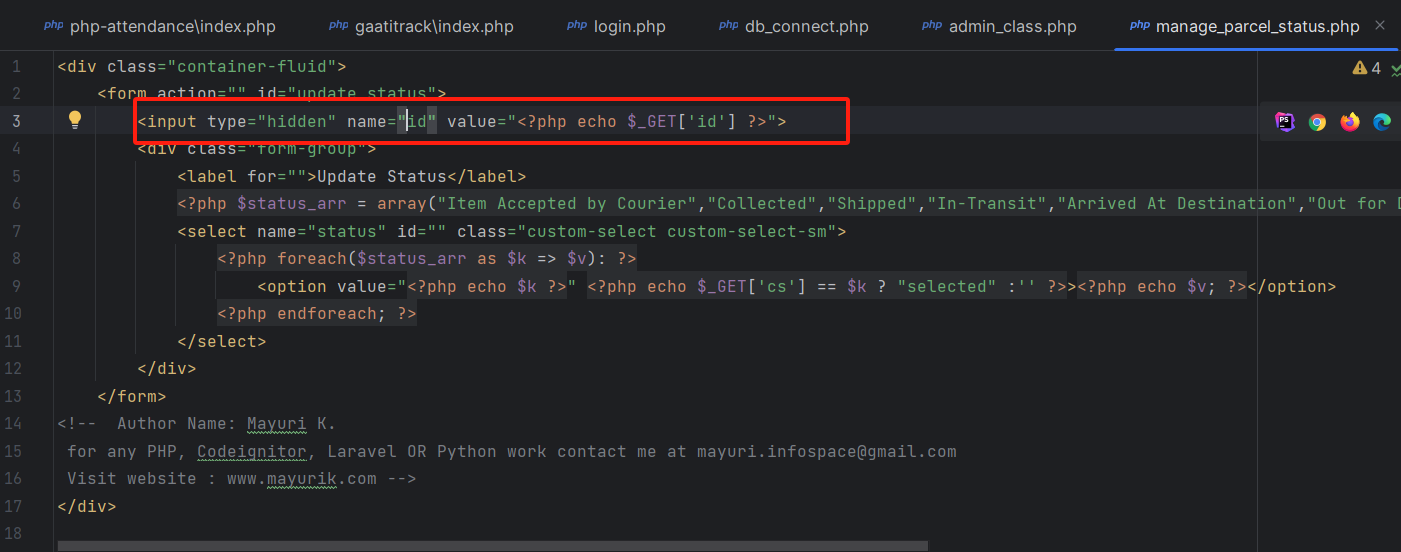 php php-attendance\index.php php gaatitrack\index.php php login.php php db_connect.php php admin_class.php php manage_parcel_status.php ×
1 <div class="container-fluid"> 4
2 <form action="" id="update_status">
3 <input type="hidden" name="id" value="<?php echo $_GET['id'] ?>"> PS
4 <div class="form-group">
5 <label for="">Update Status</label>
6 <?php $status_arr = array("Item Accepted by Courier","Collected","Shipped","In-Transit","Arrived At Destination","Out for
7 <select name="status" id="" class="custom-select custom-select-sm">
8 <?php foreach($status_arr as $k => $v): ?>
9 <option value="<?php echo $k ?>" <?php echo $_GET['cs'] == $k ? "selected" :'' ?>><?php echo $v; ?></option>
10 <?php endforeach; ?>
11 </select>
12 </div>
13 </form>
14 <!-- Author Name: Mayuri K.
15 for any PHP, Codeignitor, Laravel OR Python work contact me at mayuri.infospace@gmail.com
16 Visit website : www.mayurik.com -->
17 </div>
18